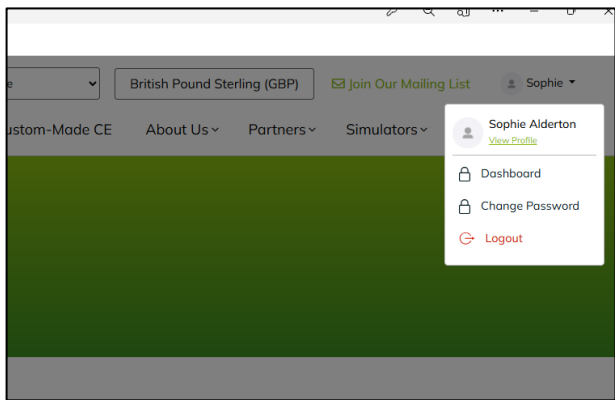 e British Pound Sterling (GBP) Join Our Mailing List Sophie
ustom-Made CE About Us Partners Simulators
Sophie Alderton
View Profile
Dashboard
Change Password
Logout